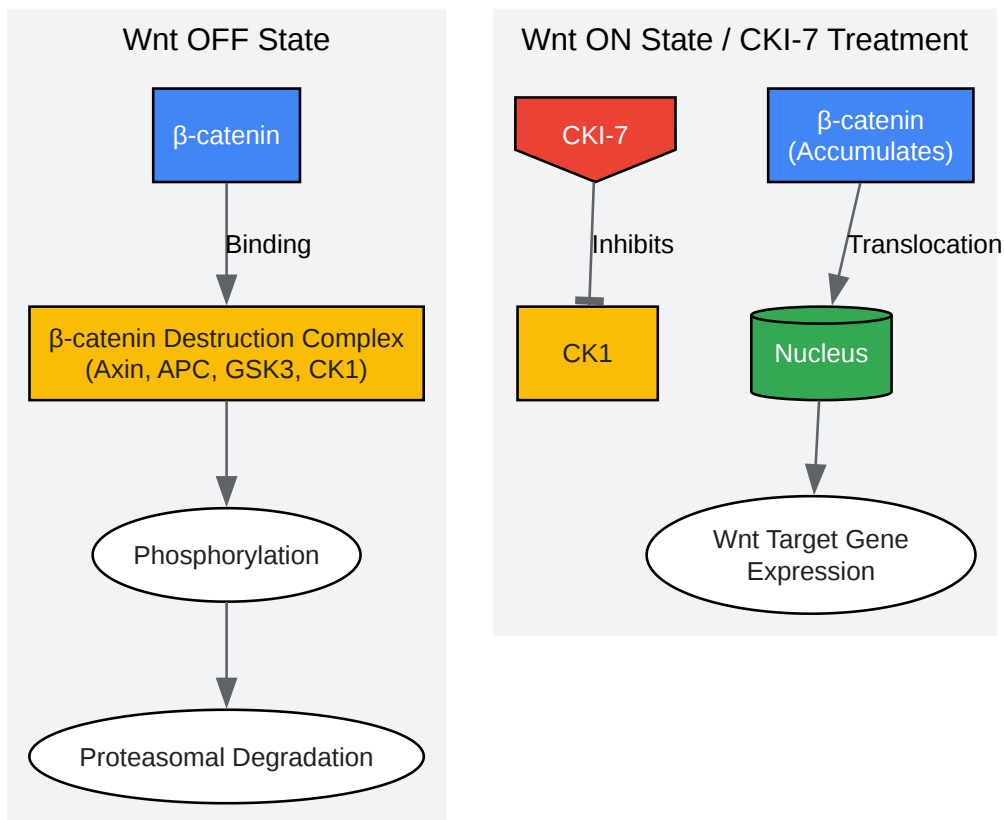 Wnt OFF State
β-catenin
Binding
β-catenin Destruction Complex
(Axin, APC, GSK3, CK1)
Phosphorylation
Proteasomal Degradation
Wnt ON State / CKI-7 Treatment
CKI-7
Inhibits
CK1
β-catenin
(Accumulates)
Translocation
Nucleus
Wnt Target Gene
Expression